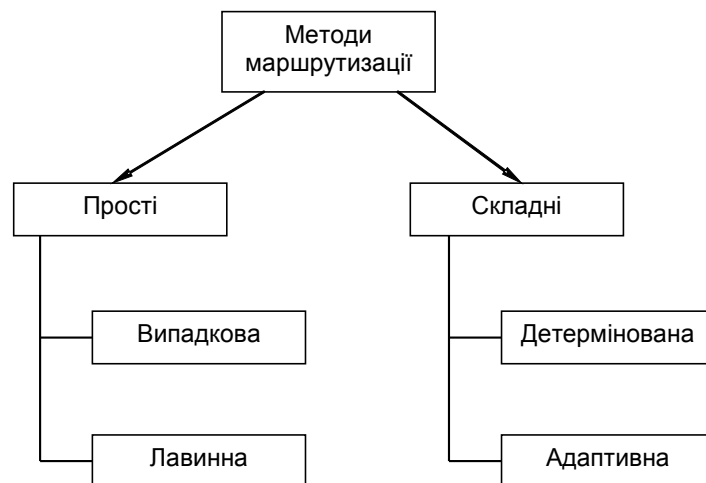 Методи
маршрутизації
Прості
Складні
Випадкова
Детермінована
Лавинна
Адаптивна